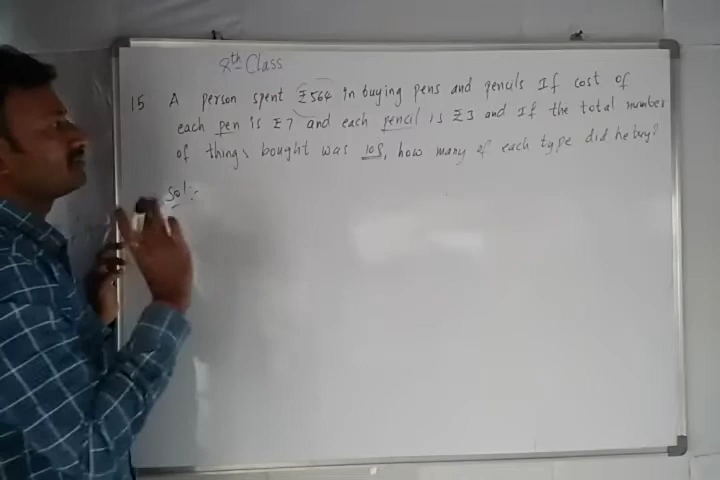 8th Class
15 A person spent ₹564 in buying pens and pencils If cost of
each pen is ₹7 and each pencil is ₹3 and If the total number
of things bought was 108, how many of each type did he buy?
Sol:-